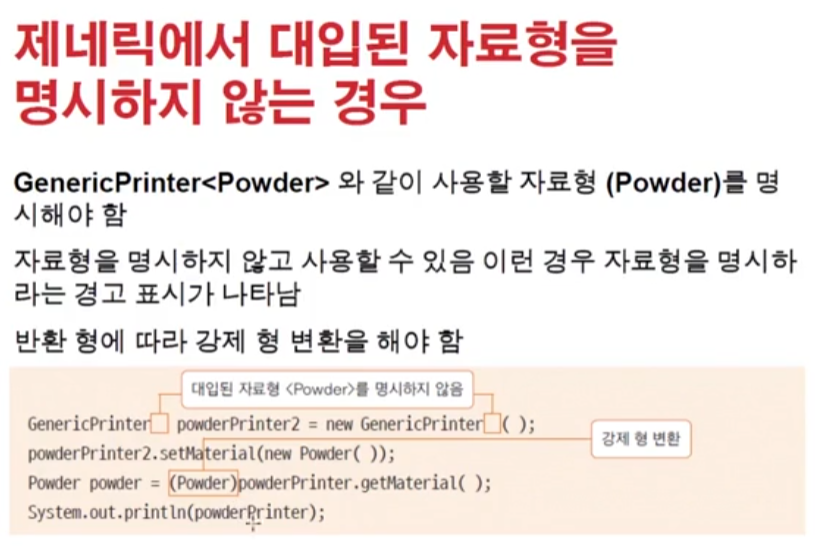 제네릭에서 대입된 자료형을
명시하지 않는 경우
GenericPrinter<Powder> 와 같이 사용할 자료형 (Powder)를 명
시해야 함
자료형을 명시하지 않고 사용할 수 있음 이런 경우 자료형을 명시하
라는 경고 표시가 나타남
반환 형에 따라 강제 형 변환을 해야 함
대입된 자료형 <Powder>를 명시하지 않음
GenericPrinter powderPrinter2 = new GenericPrinter ( );
강제 형 변환
powderPrinter2.setMaterial(new Powder( ));
Powder powder = (Powder)powderPrinter.getMaterial( );
System.out.println(powderPrinter);